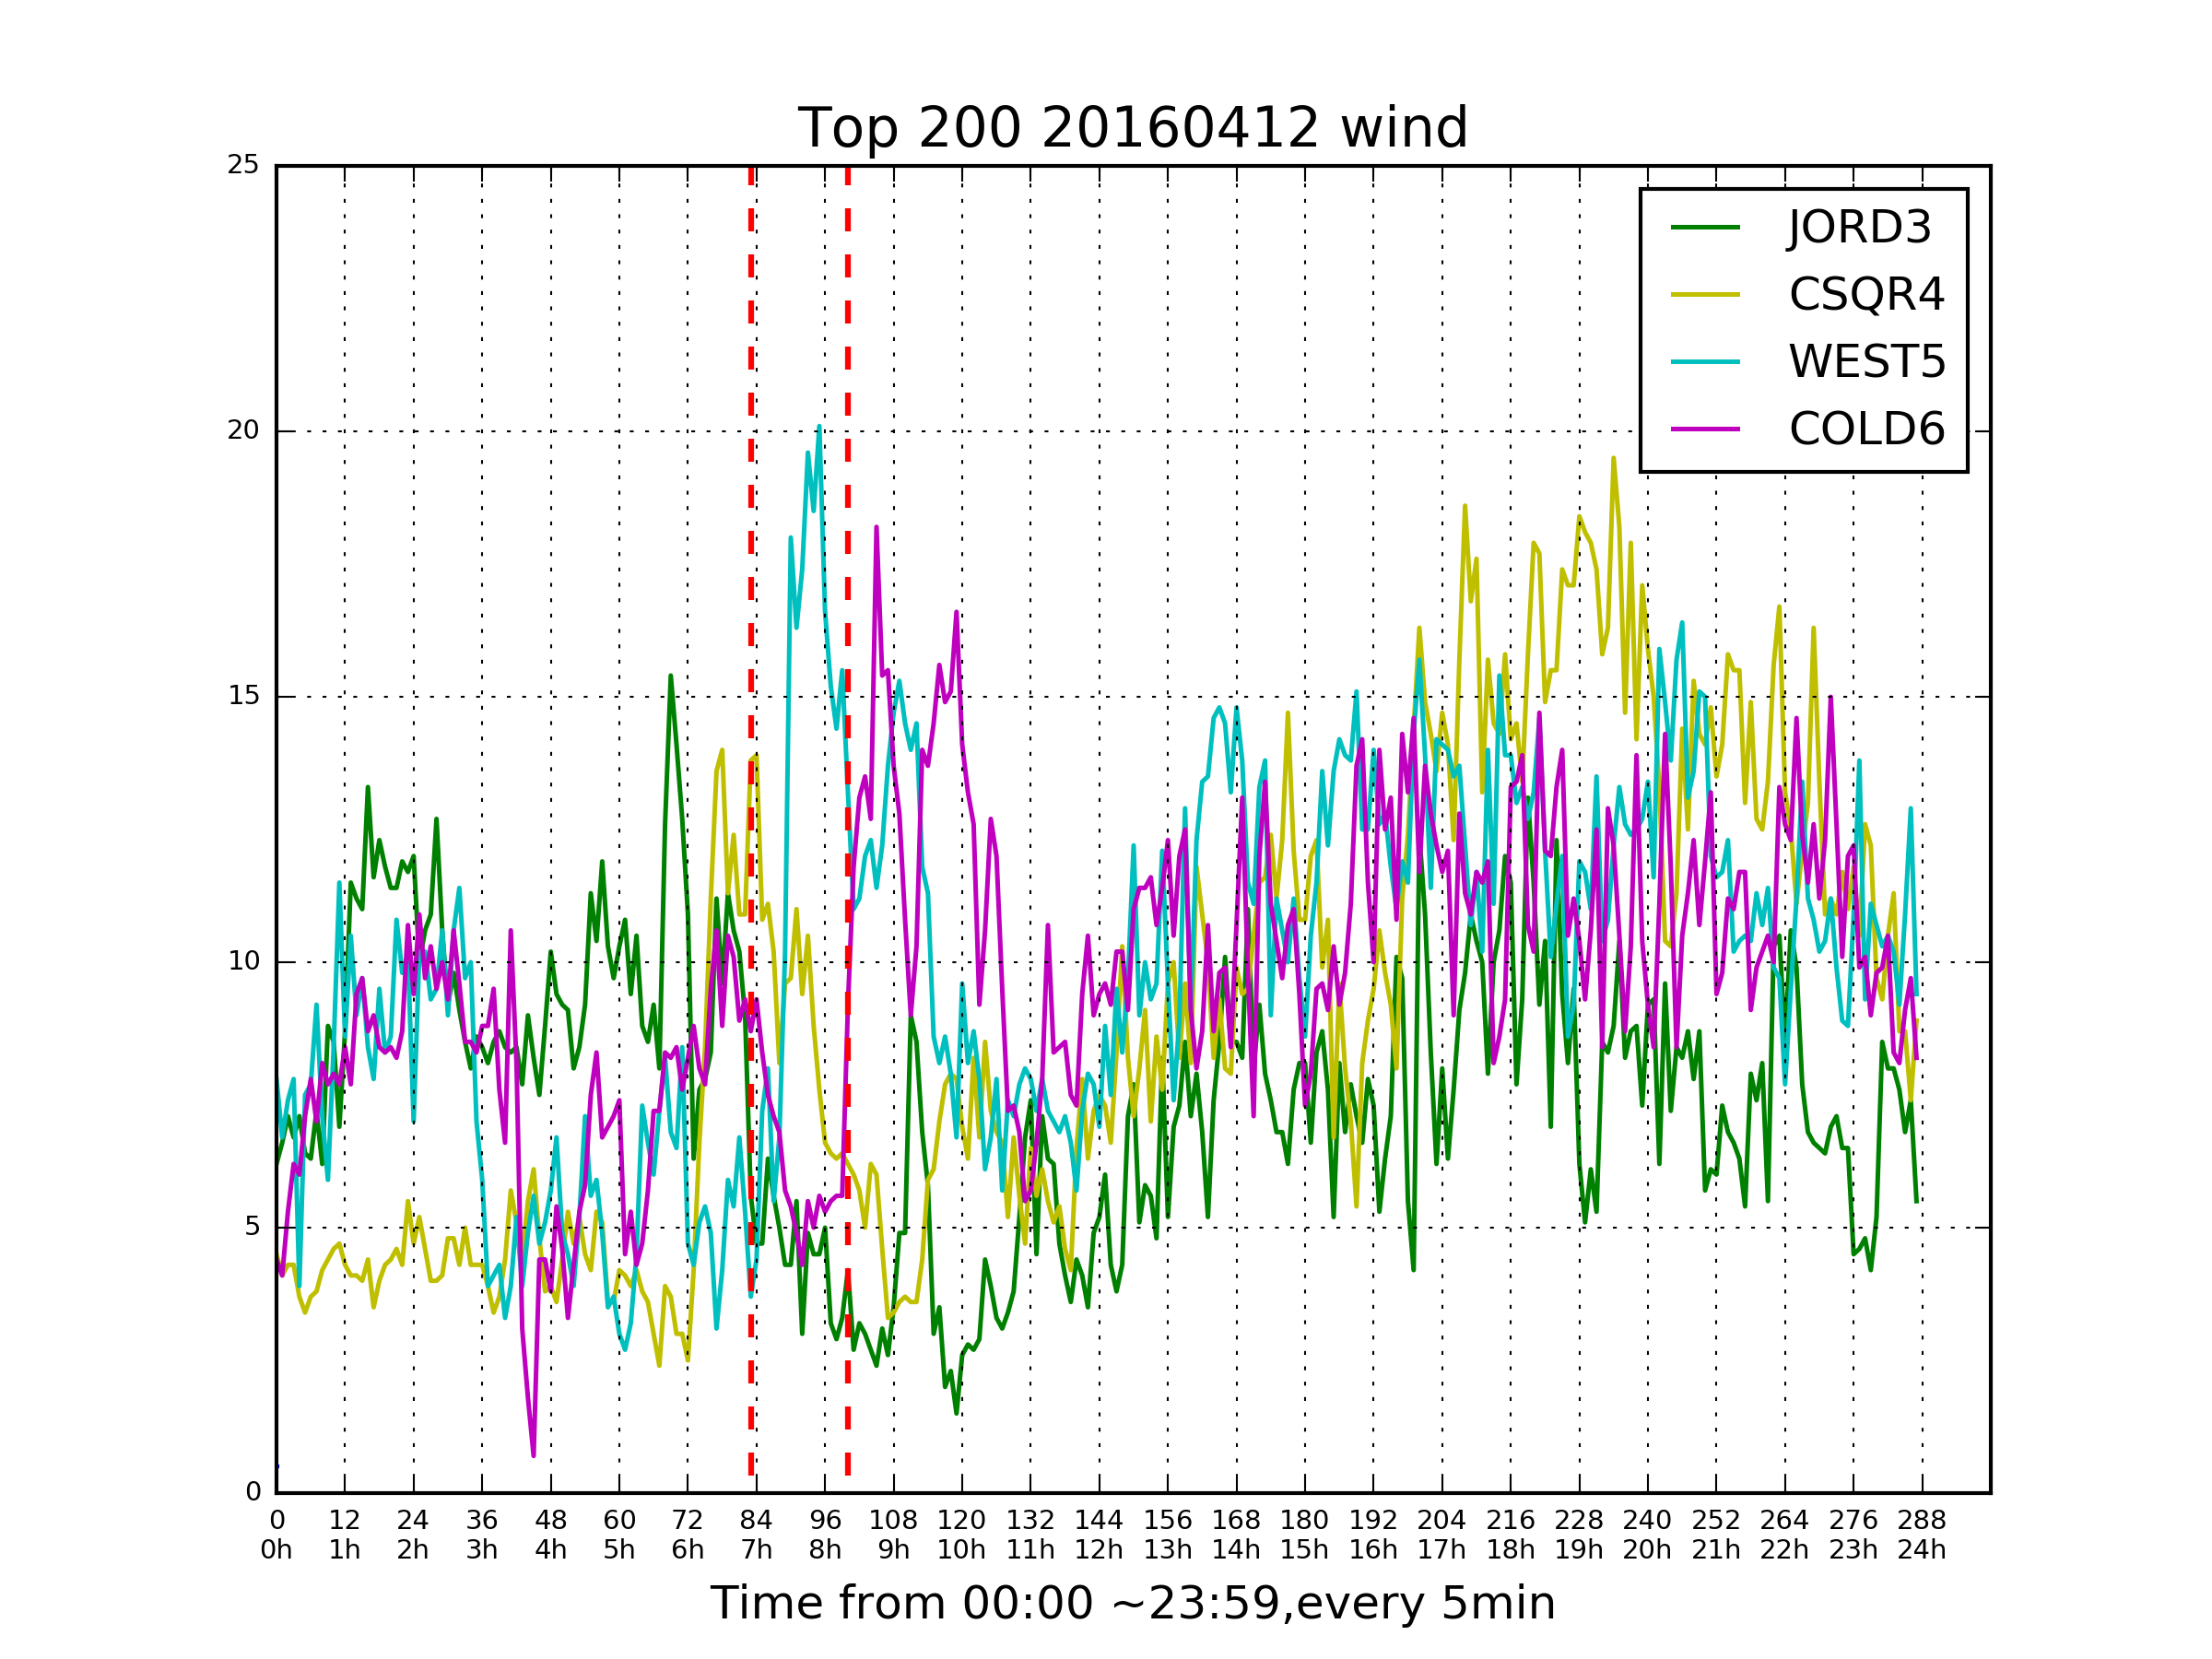 Top 200 20160412 wind
25
20
15
10
5
0
JORD3
CSQR4
WEST5
COLD6
0 12 24 36 48 60 72 84 96 108 120 132 144 156 168 180 192 204 216 228 240 252 264 276 288
0h 1h 2h 3h 4h 5h 6h 7h 8h 9h 10h 11h 12h 13h 14h 15h 16h 17h 18h 19h 20h 21h 22h 23h 24h
Time from 00:00 ~23:59,every 5min